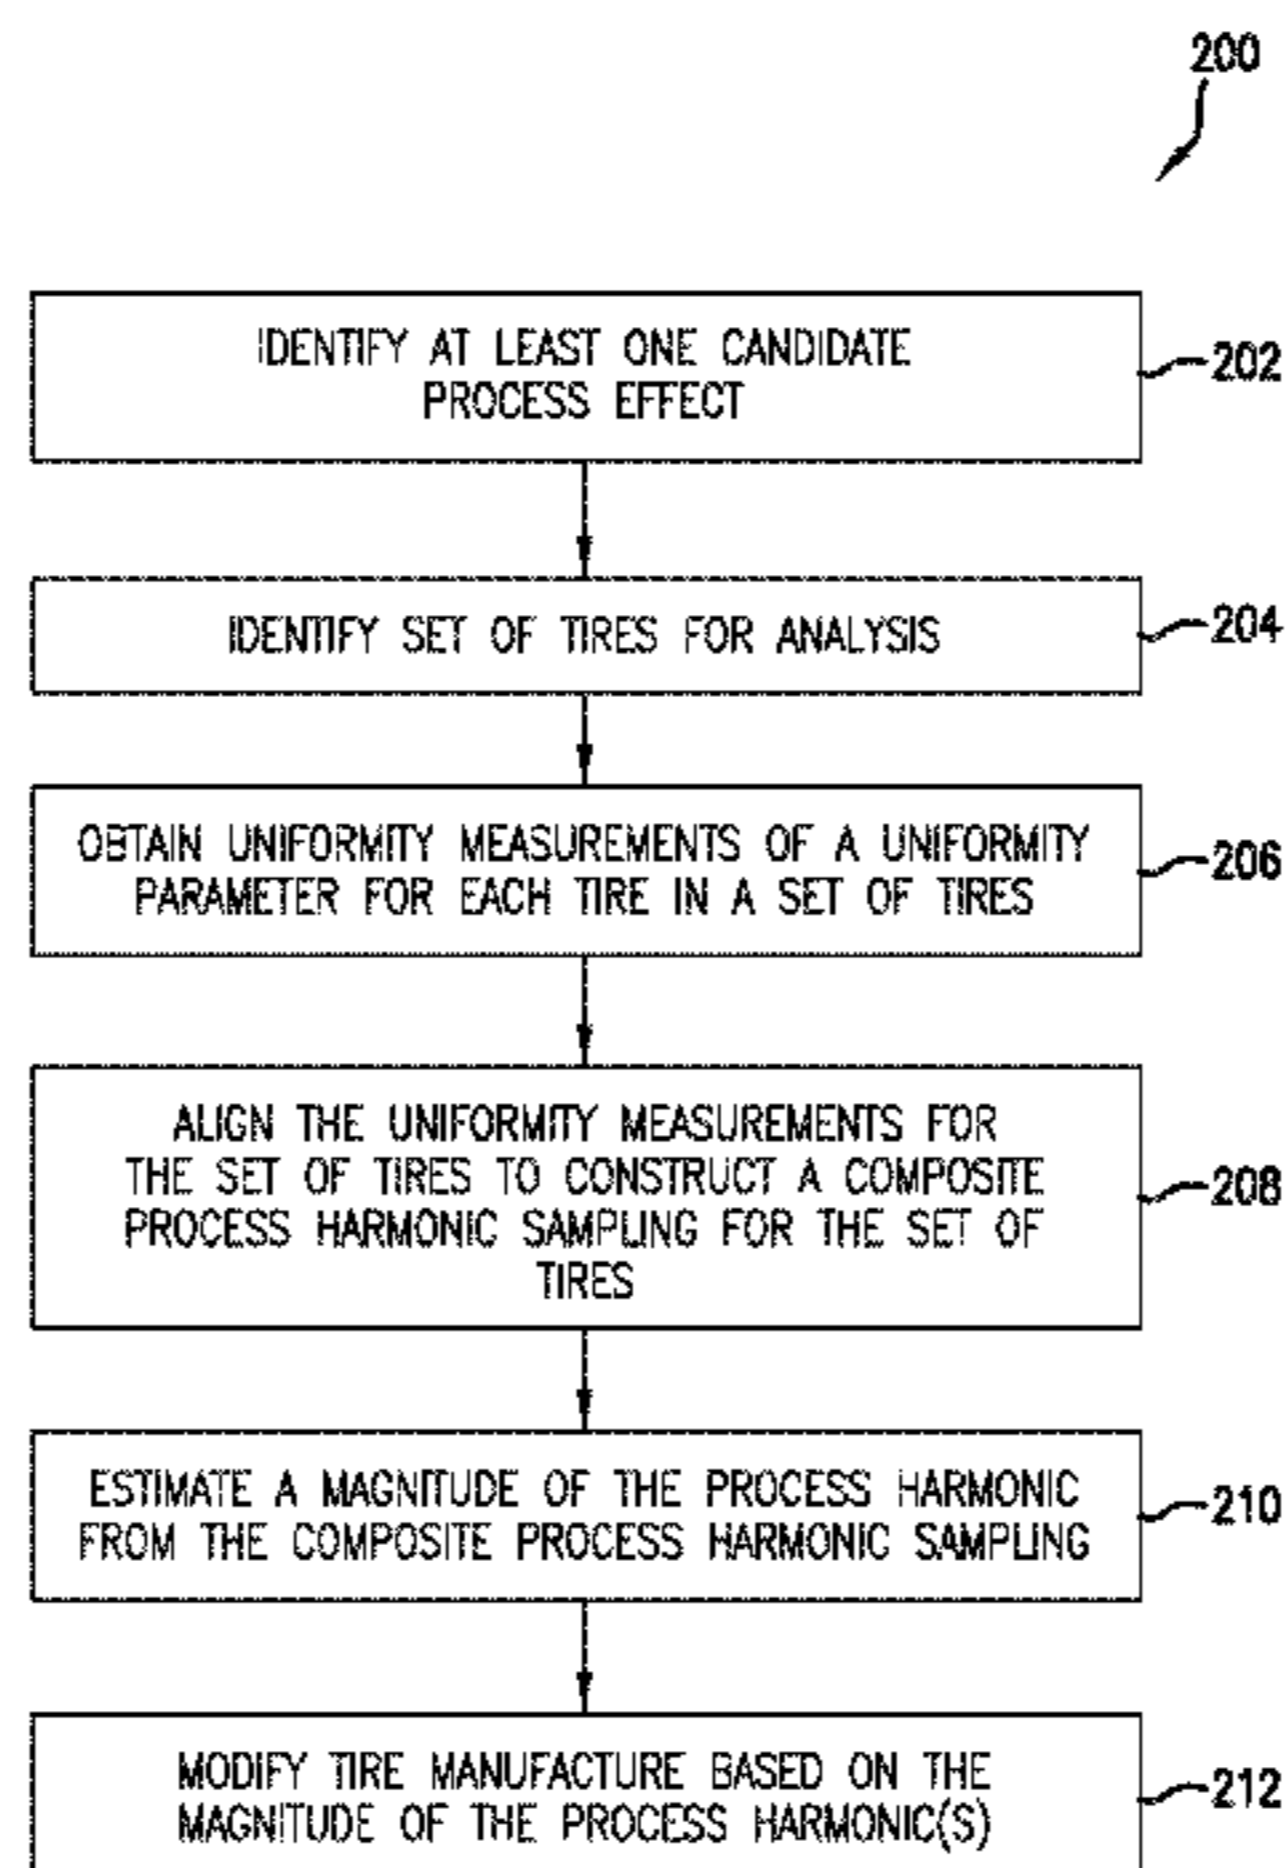 200
IDENTIFY AT LEAST ONE CANDIDATE
PROCESS EFFECT
202
IDENTIFY SET OF TIRES FOR ANALYSIS
204
OBTAIN UNIFORMITY MEASUREMENTS OF A UNIFORMITY
PARAMETER FOR EACH TIRE IN A SET OF TIRES
206
ALIGN THE UNIFORMITY MEASUREMENTS FOR
THE SET OF TIRES TO CONSTRUCT A COMPOSITE
PROCESS HARMONIC SAMPLING FOR THE SET OF
TIRES
208
ESTIMATE A MAGNITUDE OF THE PROCESS HARMONIC
FROM THE COMPOSITE PROCESS HARMONIC SAMPLING
210
MODIFY TIRE MANUFACTURE BASED ON THE
MAGNITUDE OF THE PROCESS HARMONIC(S)
212